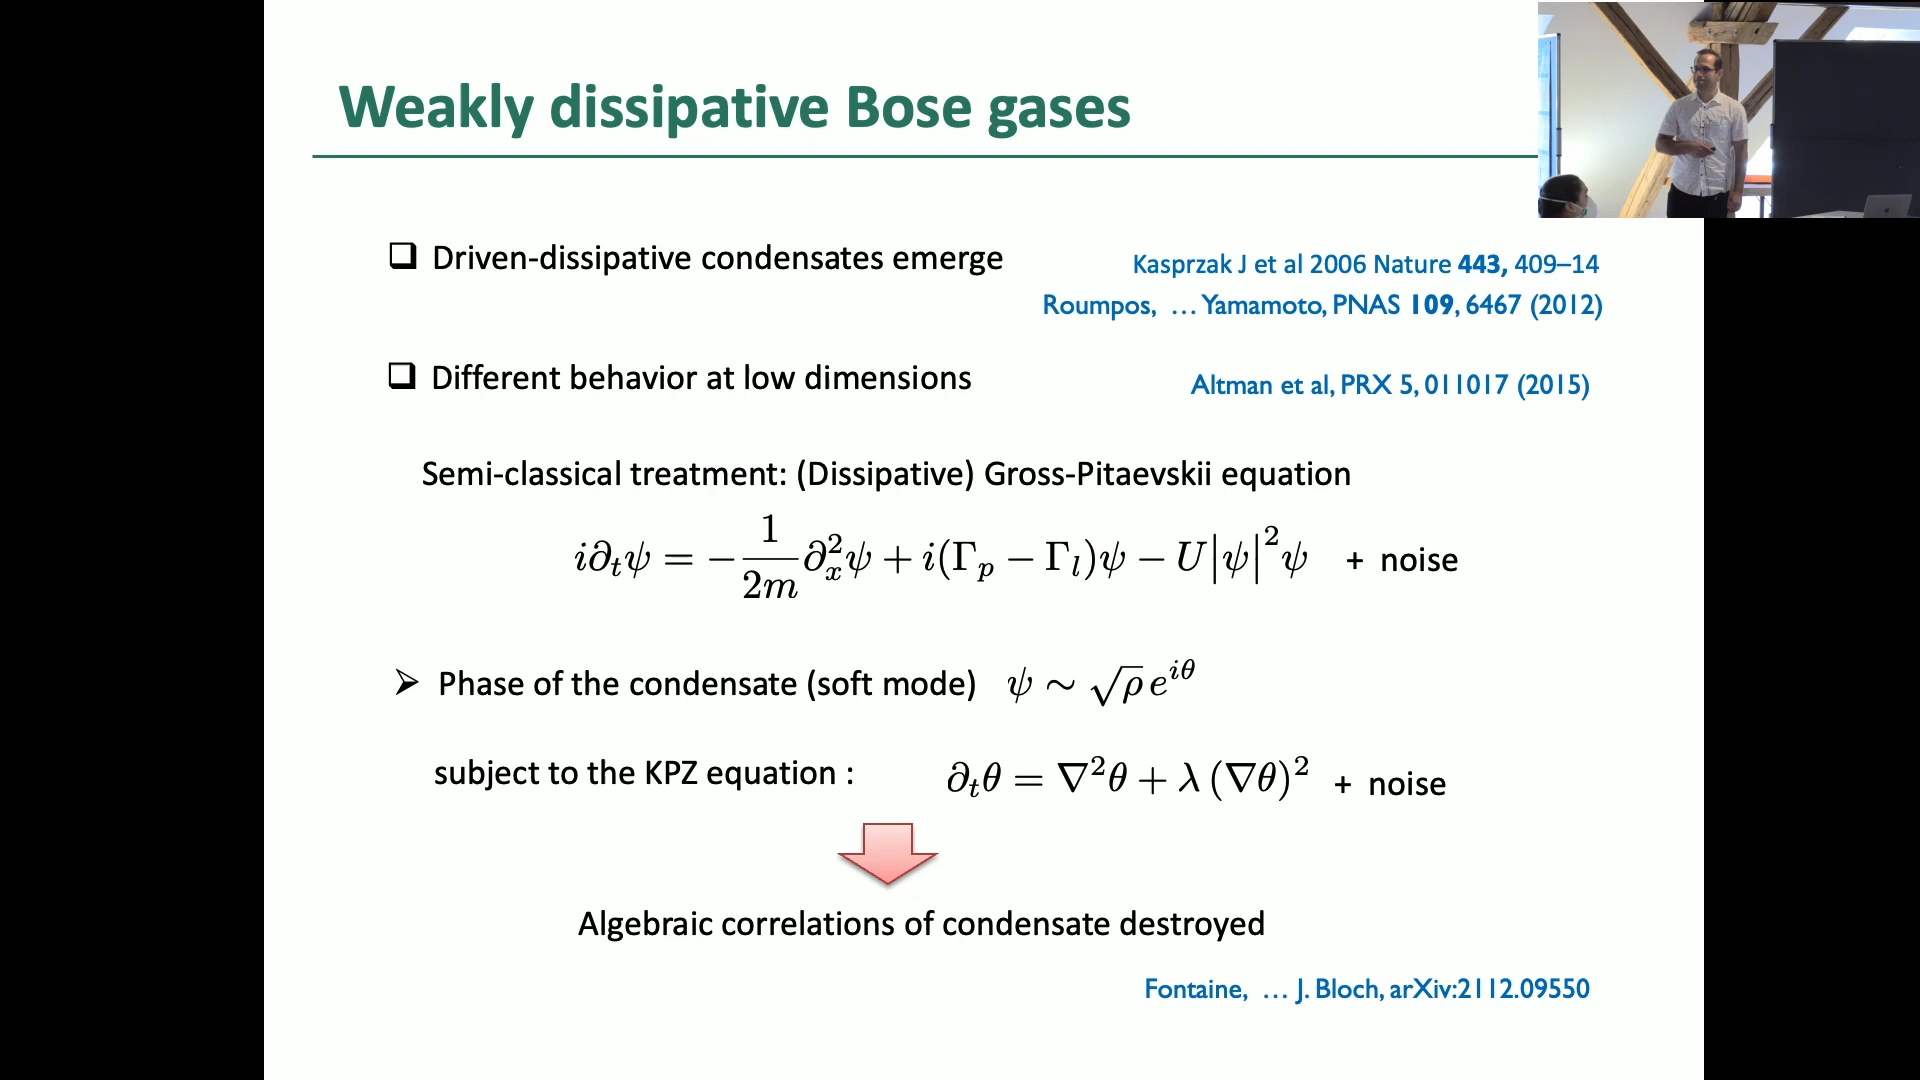 Weakly dissipative Bose gases
Driven-dissipative condensates emerge
Kasprzak J et al 2006 Nature 443, 409–14
Roumpos, … Yamamoto, PNAS 109, 6467 (2012)
Different behavior at low dimensions
Altman et al, PRX 5, 011017 (2015)
Semi-classical treatment: (Dissipative) Gross-Pitaevskii equation
i∂ₜψ = −\frac{1}{2m}∂ₓ²ψ + i(Γₚ − Γₗ)ψ − U|ψ|²ψ + noise
Phase of the condensate (soft mode) ψ ∼ √ρ e^{iθ}
subject to the KPZ equation : ∂ₜθ = ∇²θ + λ (∇θ)² + noise
Algebraic correlations of condensate destroyed
Fontaine, … J. Bloch, arXiv:2112.09550